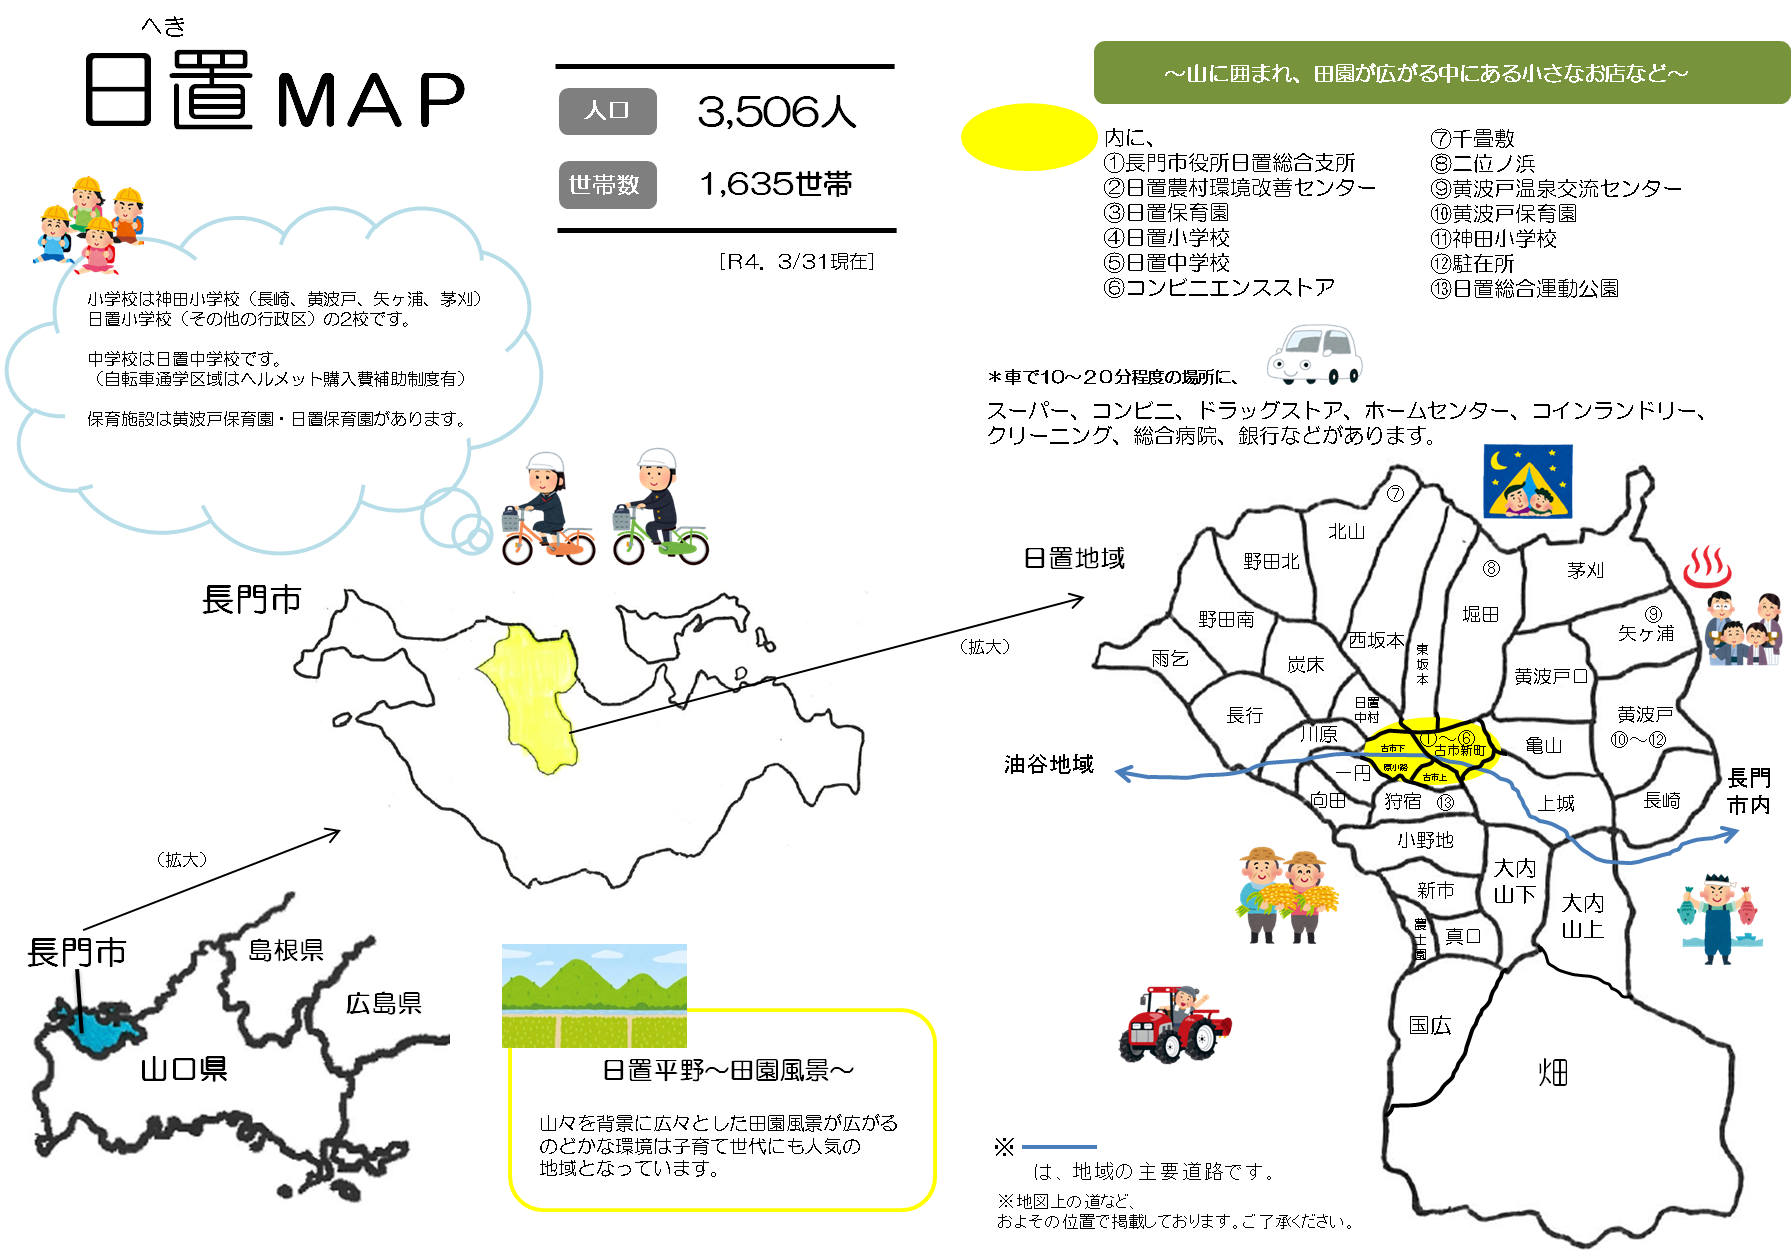 へき
日置MAP
人口 3,506人
世帯数 1,635世帯
［R4．3/31現在］
小学校は神田小学校（長崎、黄波戸、矢ヶ浦、茅刈）
日置小学校（その他の行政区）の2校です。
中学校は日置中学校です。
（自転車通学区域はヘルメット購入費補助制度有）
保育施設は黄波戸保育園・日置保育園があります。
～山に囲まれ、田園が広がる中にある小さなお店など～
内に、
①長門市役所日置総合支所
②日置農村環境改善センター
③日置保育園
④日置小学校
⑤日置中学校
⑥コンビニエンスストア
⑦千畳敷
⑧二位ノ浜
⑨黄波戸温泉交流センター
⑩黄波戸保育園
⑪神田小学校
⑫駐在所
⑬日置総合運動公園
＊車で10～20分程度の場所に、
スーパー、コンビニ、ドラッグストア、ホームセンター、コインランドリー、
クリーニング、総合病院、銀行などがあります。
長門市
（拡大）
日置地域
⑦
北山
野田北
⑧
茅刈
野田南
堀田
⑨
矢ヶ浦
雨乞
炭床
西坂本
東坂本
黄波戸口
長行
日置
中村
黄波戸
⑩～⑫
川原
①～⑥
古市下
古市新町
亀山
油谷地域
一円
原小路
古市上
長門
市内
向田
狩宿
⑬
上城
長崎
小野地
大内
山下
新市
大内
山上
農士園
真口
国広
畑
（拡大）
長門市
島根県
広島県
山口県
日置平野～田園風景～
山々を背景に広々とした田園風景が広がる
のどかな環境は子育て世代にも人気の
地域となっています。
※
は、地域の主要道路です。
※地図上の道など、
およその位置で掲載しております。ご了承ください。